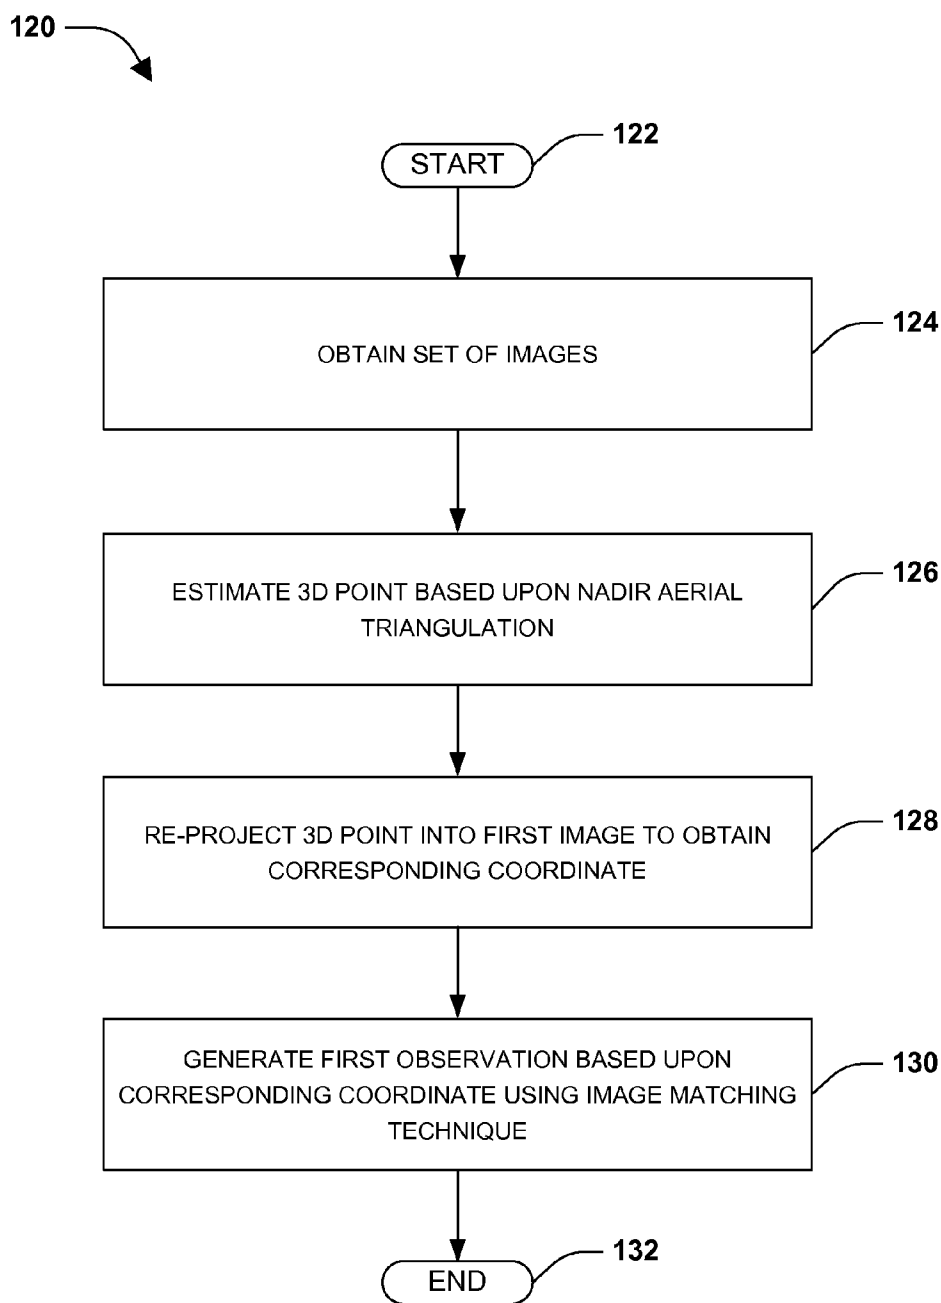 120
122
START
124
OBTAIN SET OF IMAGES
126
ESTIMATE 3D POINT BASED UPON NADIR AERIAL
TRIANGULATION
128
RE-PROJECT 3D POINT INTO FIRST IMAGE TO OBTAIN
CORRESPONDING COORDINATE
130
GENERATE FIRST OBSERVATION BASED UPON
CORRESPONDING COORDINATE USING IMAGE MATCHING
TECHNIQUE
132
END